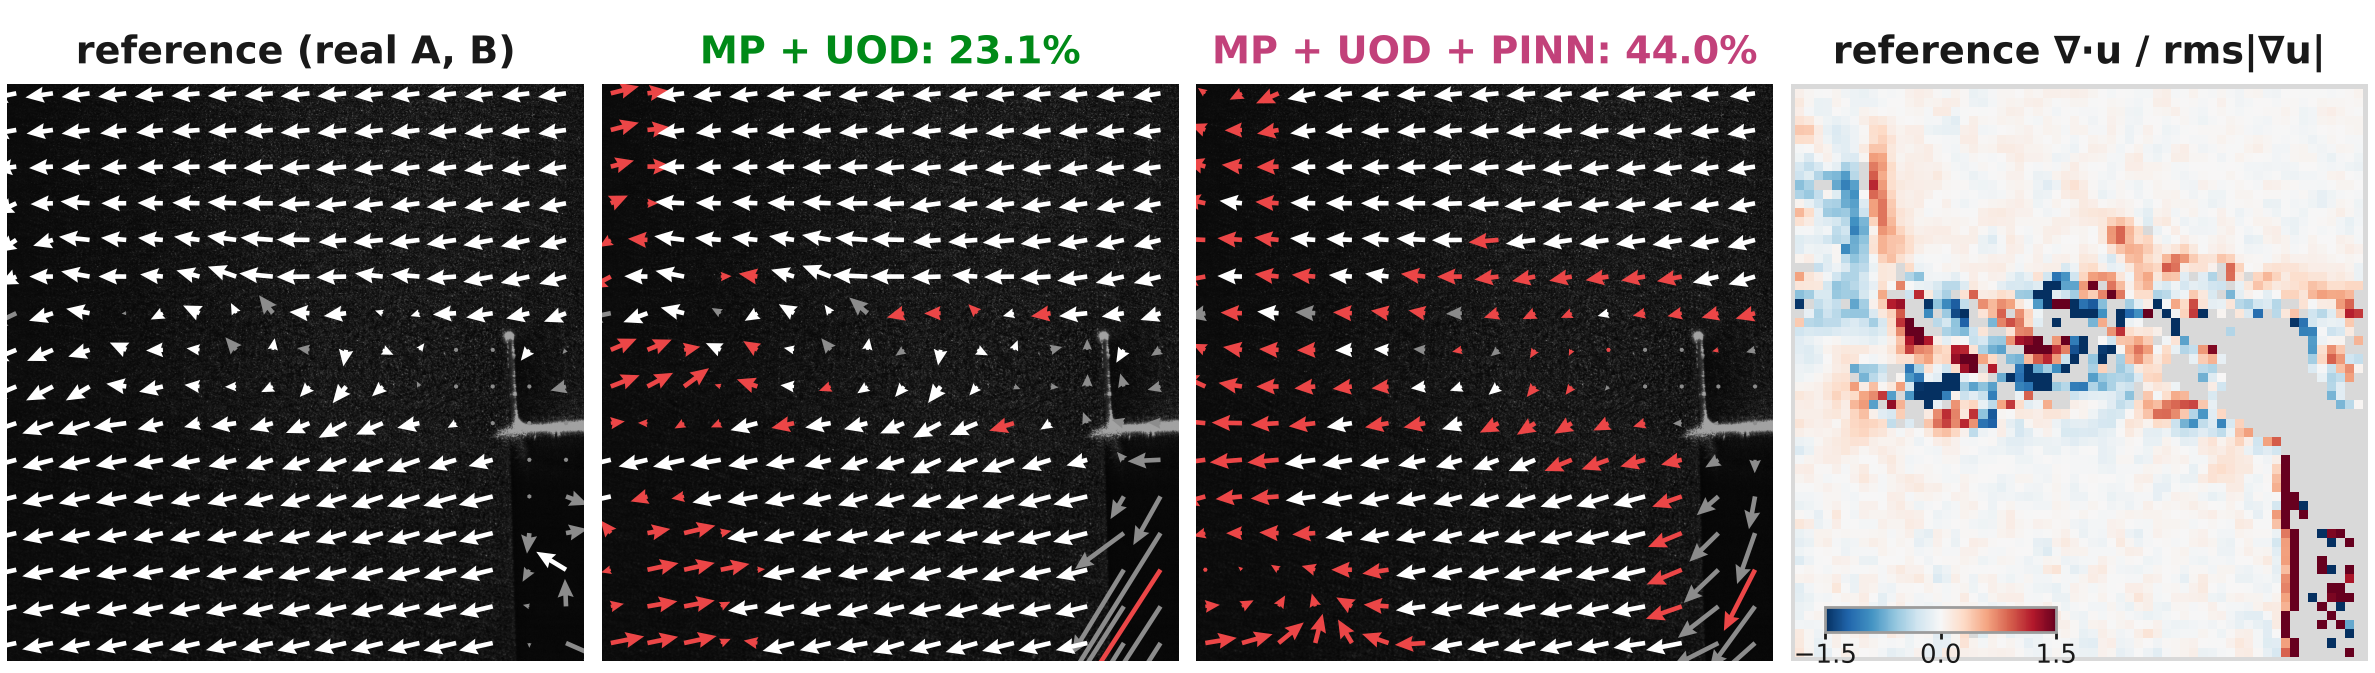 reference (real A, B)
MP + UOD: 23.1%
MP + UOD + PINN: 44.0%
reference ∇·u / rms|∇u|
−1.5 0.0 1.5